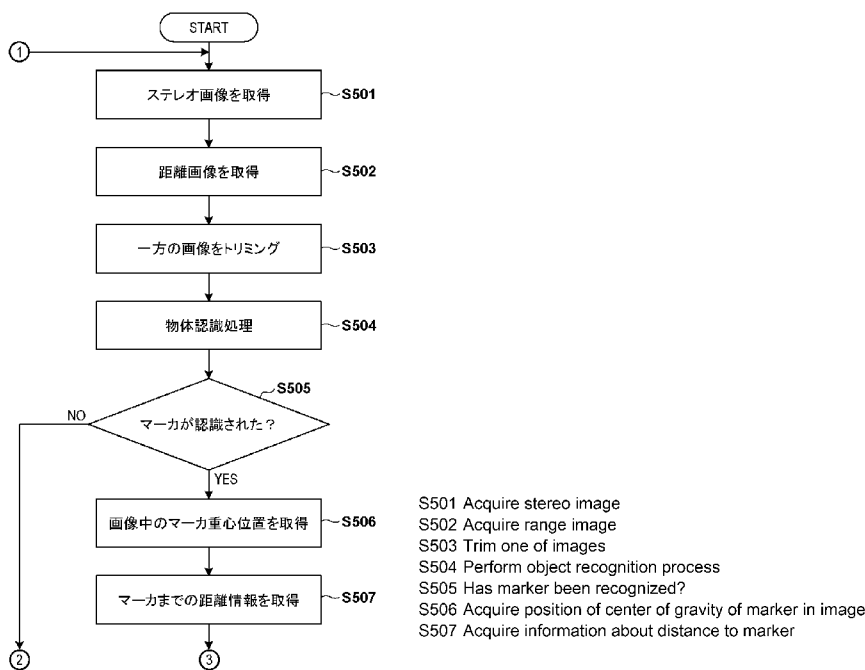 START
①
ステレオ画像を取得
S501
距離画像を取得
S502
一方の画像をトリミング
S503
物体認識処理
S504
S505
マーカが認識された?
NO
YES
画像中のマーカ重心位置を取得
S506
マーカまでの距離情報を取得
S507
②
③
S501 Acquire stereo image
S502 Acquire range image
S503 Trim one of images
S504 Perform object recognition process
S505 Has marker been recognized?
S506 Acquire position of center of gravity of marker in image
S507 Acquire information about distance to marker